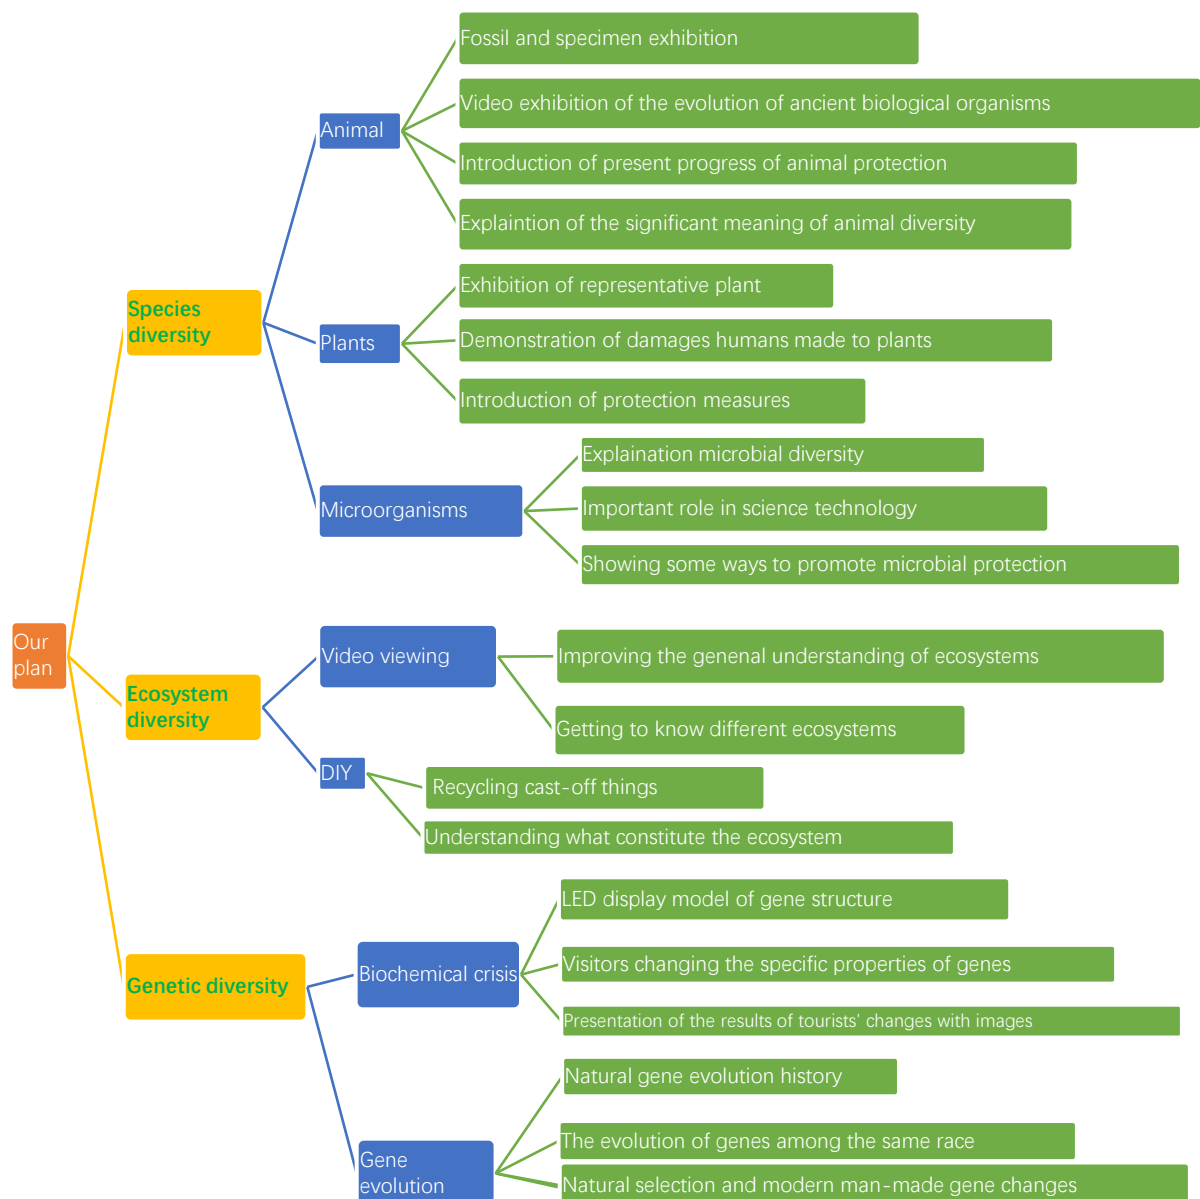 Our
plan
Species
diversity
Animal
Fossil and specimen exhibition
Video exhibition of the evolution of ancient biological organisms
Introduction of present progress of animal protection
Explaintion of the significant meaning of animal diversity
Plants
Exhibition of representative plant
Demonstration of damages humans made to plants
Introduction of protection measures
Microorganisms
Explaination microbial diversity
Important role in science technology
Showing some ways to promote microbial protection
Ecosystem
diversity
Video viewing
Improving the genenal understanding of ecosystems
Getting to know different ecosystems
DIY
Recycling cast-off things
Understanding what constitute the ecosystem
Genetic diversity
Biochemical crisis
LED display model of gene structure
Visitors changing the specific properties of genes
Presentation of the results of tourists' changes with images
Gene
evolution
Natural gene evolution history
The evolution of genes among the same race
Natural selection and modern man-made gene changes